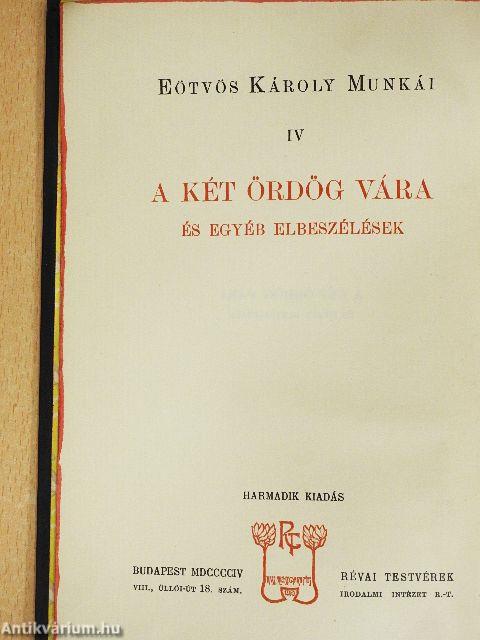 EÖTVÖS KÁROLY MUNKÁI
IV
A KÉT ÖRDÖG VÁRA
ÉS EGYÉB ELBESZÉLÉSEK
HARMADIK KIADÁS
BUDAPEST MDCCCCIV
VIII., ÜLLŐI-ÚT 18. SZÁM.
RÉVAI TESTVÉREK
IRODALMI INTÉZET R.-T.
Antikvárium.hu